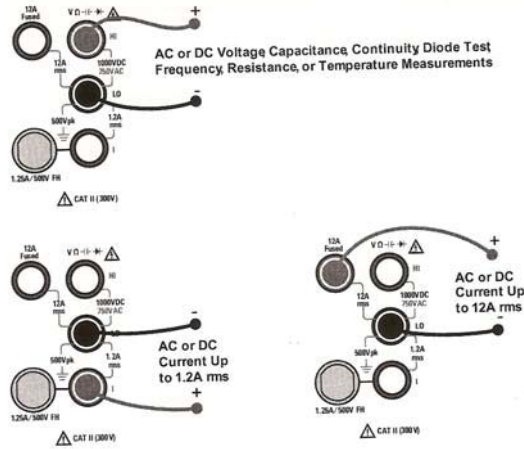 12A
Fused
V Ω ⊣⊢ ▶|
HI
+
AC or DC Voltage Capacitance, Continuity, Diode Test
Frequency, Resistance, or Temperature Measurements
12A
rms
1000VDC
750VAC
LO
-
500Vpk
1.2A
rms
I
1.25A/500V FH
CAT II (300V)
12A
Fused
V Ω ⊣⊢ ▶|
HI
12A
rms
1000VDC
750VAC
LO
-
500Vpk
1.2A
rms
AC or DC
Current Up
to 1.2A rms
I
+
1.25A/500V FH
CAT II (300V)
12A
Fused
V Ω ⊣⊢ ▶|
HI
+
12A
rms
1000VDC
750VAC
AC or DC
Current Up
to 12A rms
LO
-
500Vpk
1.2A
rms
I
1.25A/500V FH
CAT II (300V)